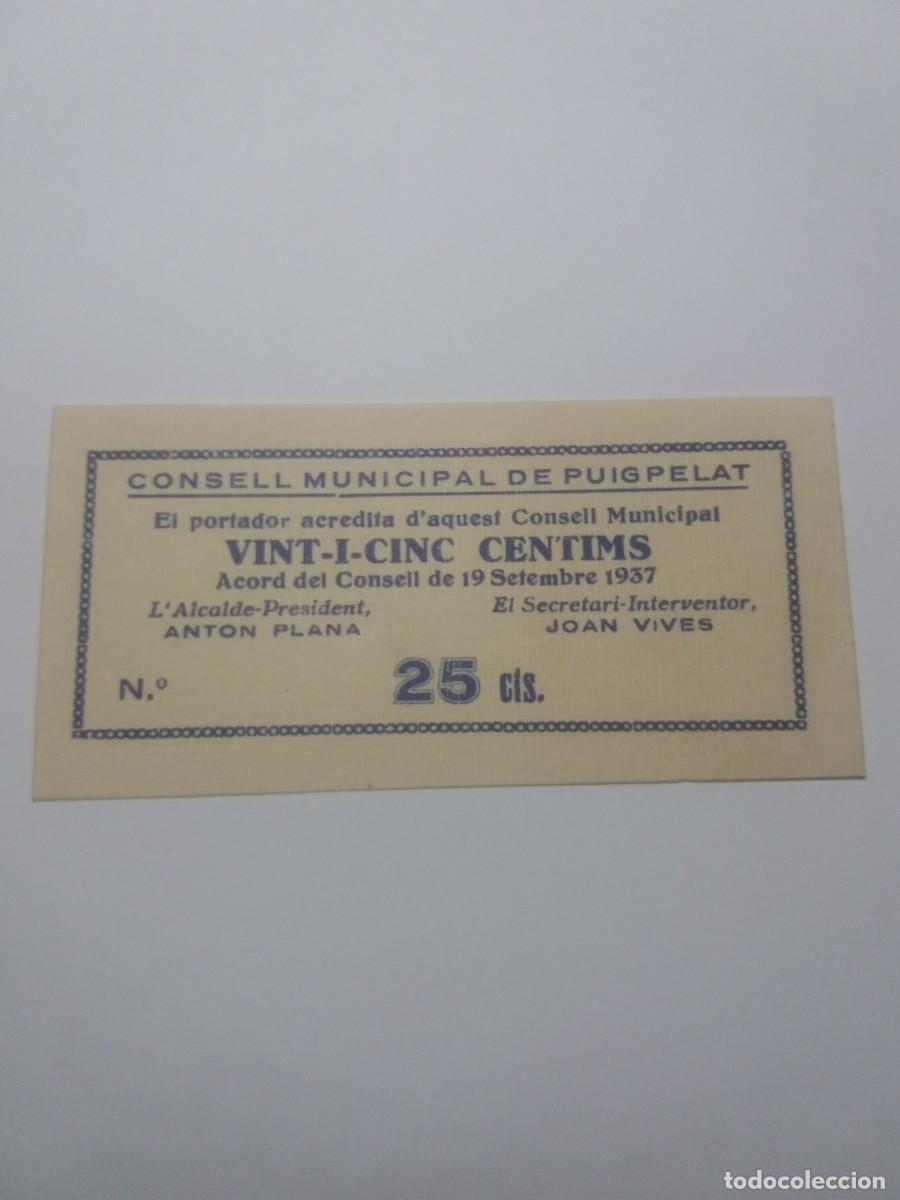 CONSELL MUNICIPAL DE PUIGPELAT
El portador acredita d'aquest Consell Municipal
VINT-I-CINC CENTIMS
Acord del Consell de 19 Setembre 1937
L'Alcalde-President,
ANTON PLANA
El Secretari-Interventor,
JOAN VIVES
N.º
25 cts.
todocoleccion